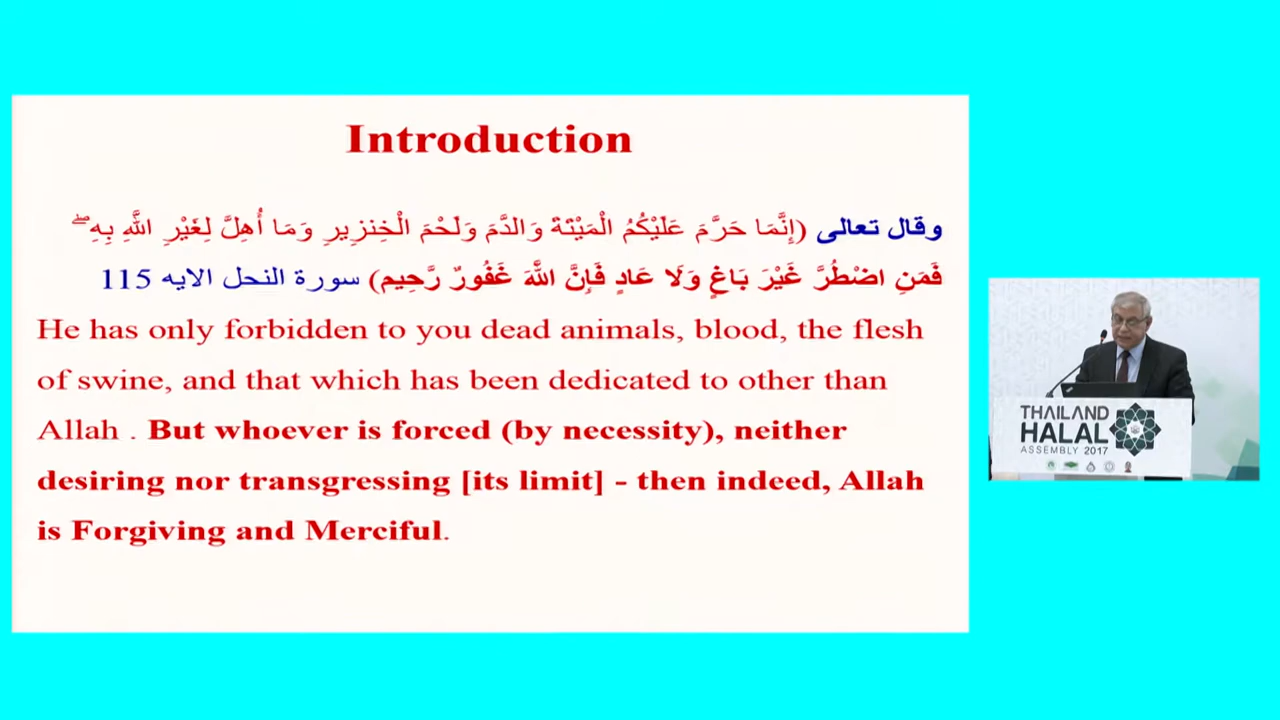 Introduction
وقال تعالى (إِنَّمَا حَرَّمَ عَلَيْكُمُ الْمَيْتَةَ وَالدَّمَ وَلَحْمَ الْخِنزِيرِ وَمَا أُهِلَّ لِغَيْرِ اللَّهِ بِهِ ۖ
فَمَنِ اضْطُرَّ غَيْرَ بَاغٍ وَلَا عَادٍ فَإِنَّ اللَّهَ غَفُورٌ رَّحِيم) سورة النحل الايه 115
He has only forbidden to you dead animals, blood, the flesh
of swine, and that which has been dedicated to other than
Allah . But whoever is forced (by necessity), neither
desiring nor transgressing [its limit] - then indeed, Allah
is Forgiving and Merciful.
THAILAND
HALAL
ASSEMBLY 2017